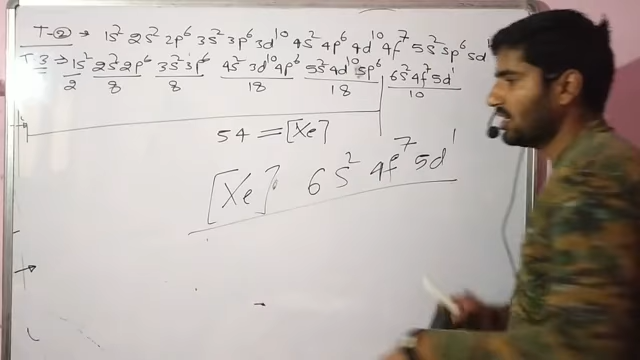 T-② → 1s² 2s² 2p⁶ 3s² 3p⁶ 3d¹⁰ 4s² 4p⁶ 4d¹⁰ 4f⁷ 5s² 5p⁶ 5d¹
T-3 → 1s² 2s² 2p⁶ 3s² 3p⁶ 4s² 3d¹⁰ 4p⁶ 5s² 4d¹⁰ 5p⁶ 6s² 4f⁷ 5d¹
2 8 8 18 18 10
54 = [Xe]
[Xe] 6s² 4f⁷ 5d¹